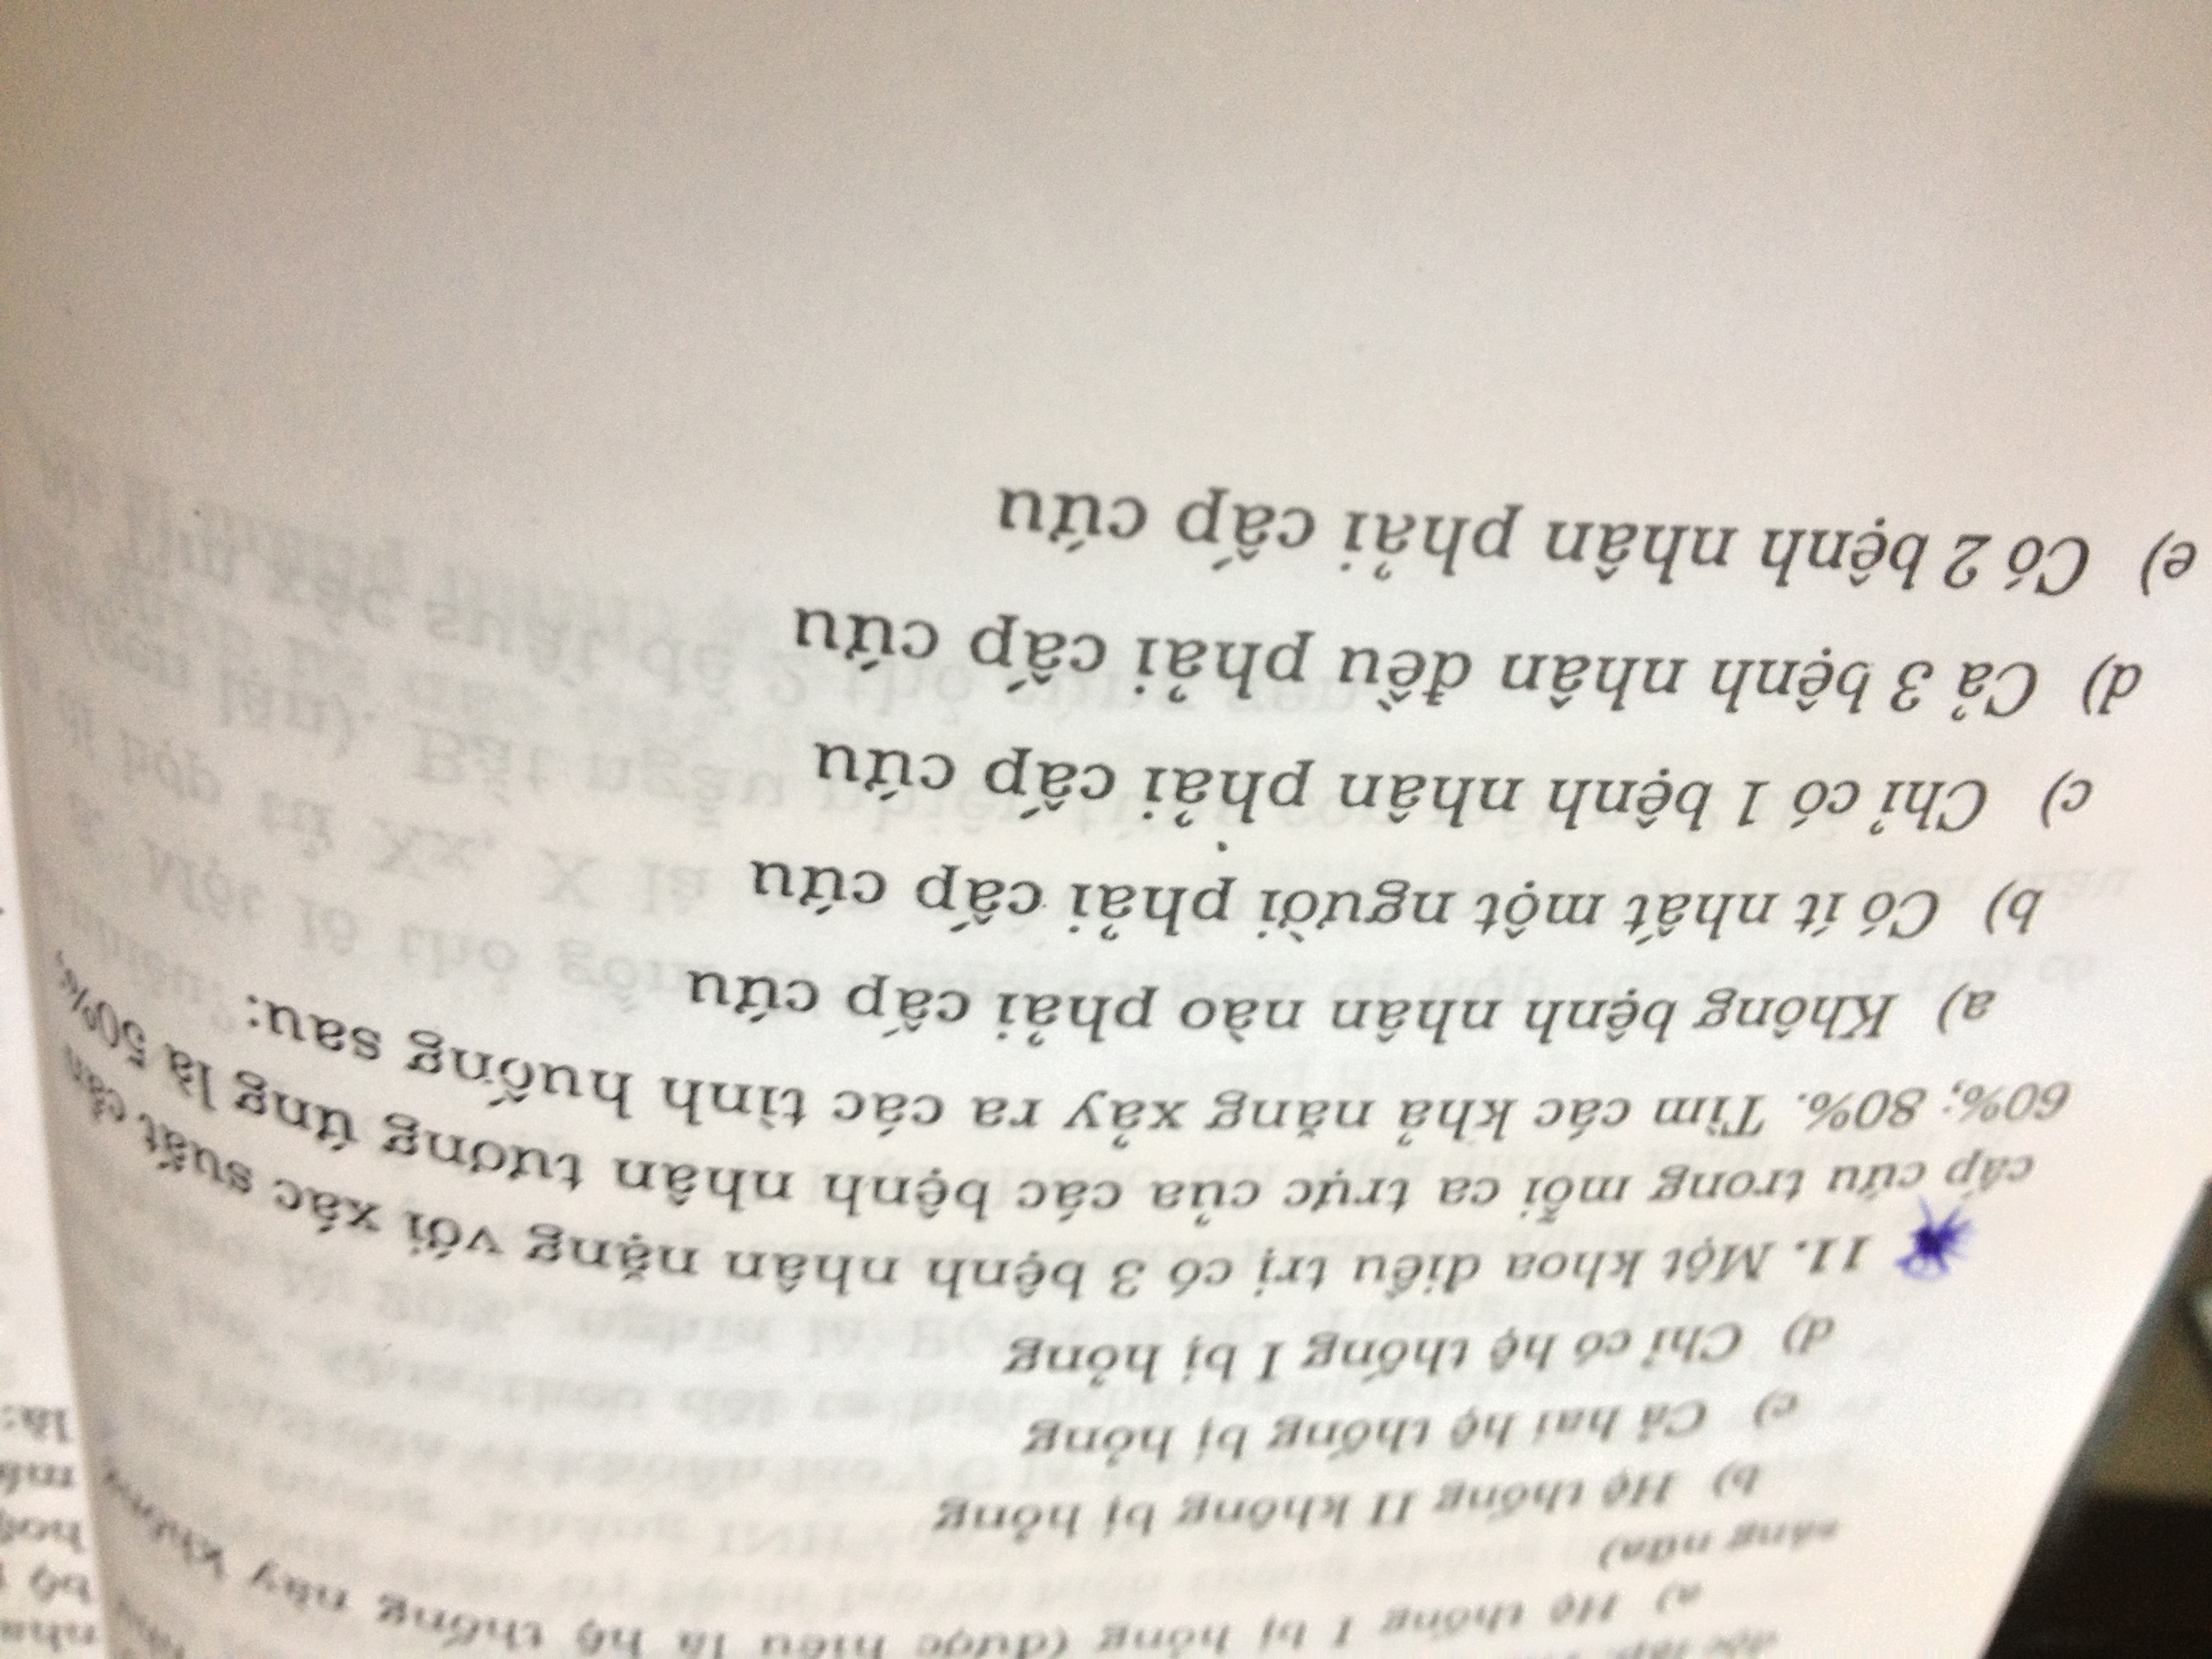 a) Hệ thống I bị hỏng (được hiểu là hệ thống này không
sáng nữa)
b) Hệ thống II không bị hỏng
c) Cả hai hệ thống bị hỏng
d) Chỉ có hệ thống I bị hỏng
11. Một khoa điều trị có 3 bệnh nhân nặng với xác suất cần
cấp cứu trong mỗi ca trực của các bệnh nhân tương ứng là 50%;
60%; 80%. Tìm các khả năng xảy ra các tình huống sau:
a) Không bệnh nhân nào phải cấp cứu
b) Có ít nhất một người phải cấp cứu
c) Chỉ có 1 bệnh nhân phải cấp cứu
d) Cả 3 bệnh nhân đều phải cấp cứu
e) Có 2 bệnh nhân phải cấp cứu
bộ
là: